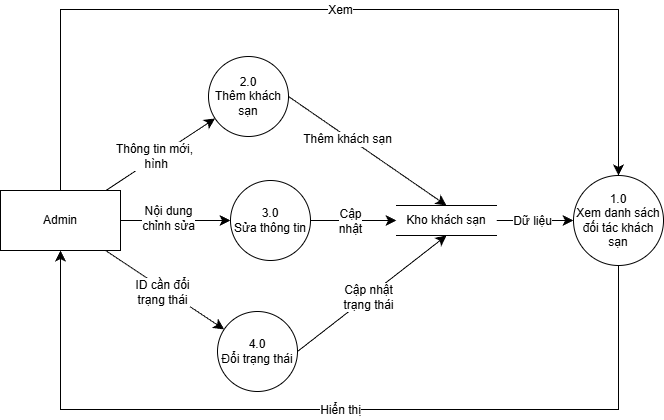 Xem
2.0
Thêm khách
sạn
Thông tin mới,
hình
Thêm khách sạn
1.0
Xem danh sách
đối tác khách
sạn
Admin
Nội dung
chỉnh sửa
3.0
Sửa thông tin
Cập
nhật
Kho khách sạn
Dữ liệu
ID cần đổi
trạng thái
Cập nhật
trạng thái
4.0
Đổi trạng thái
Hiển thị